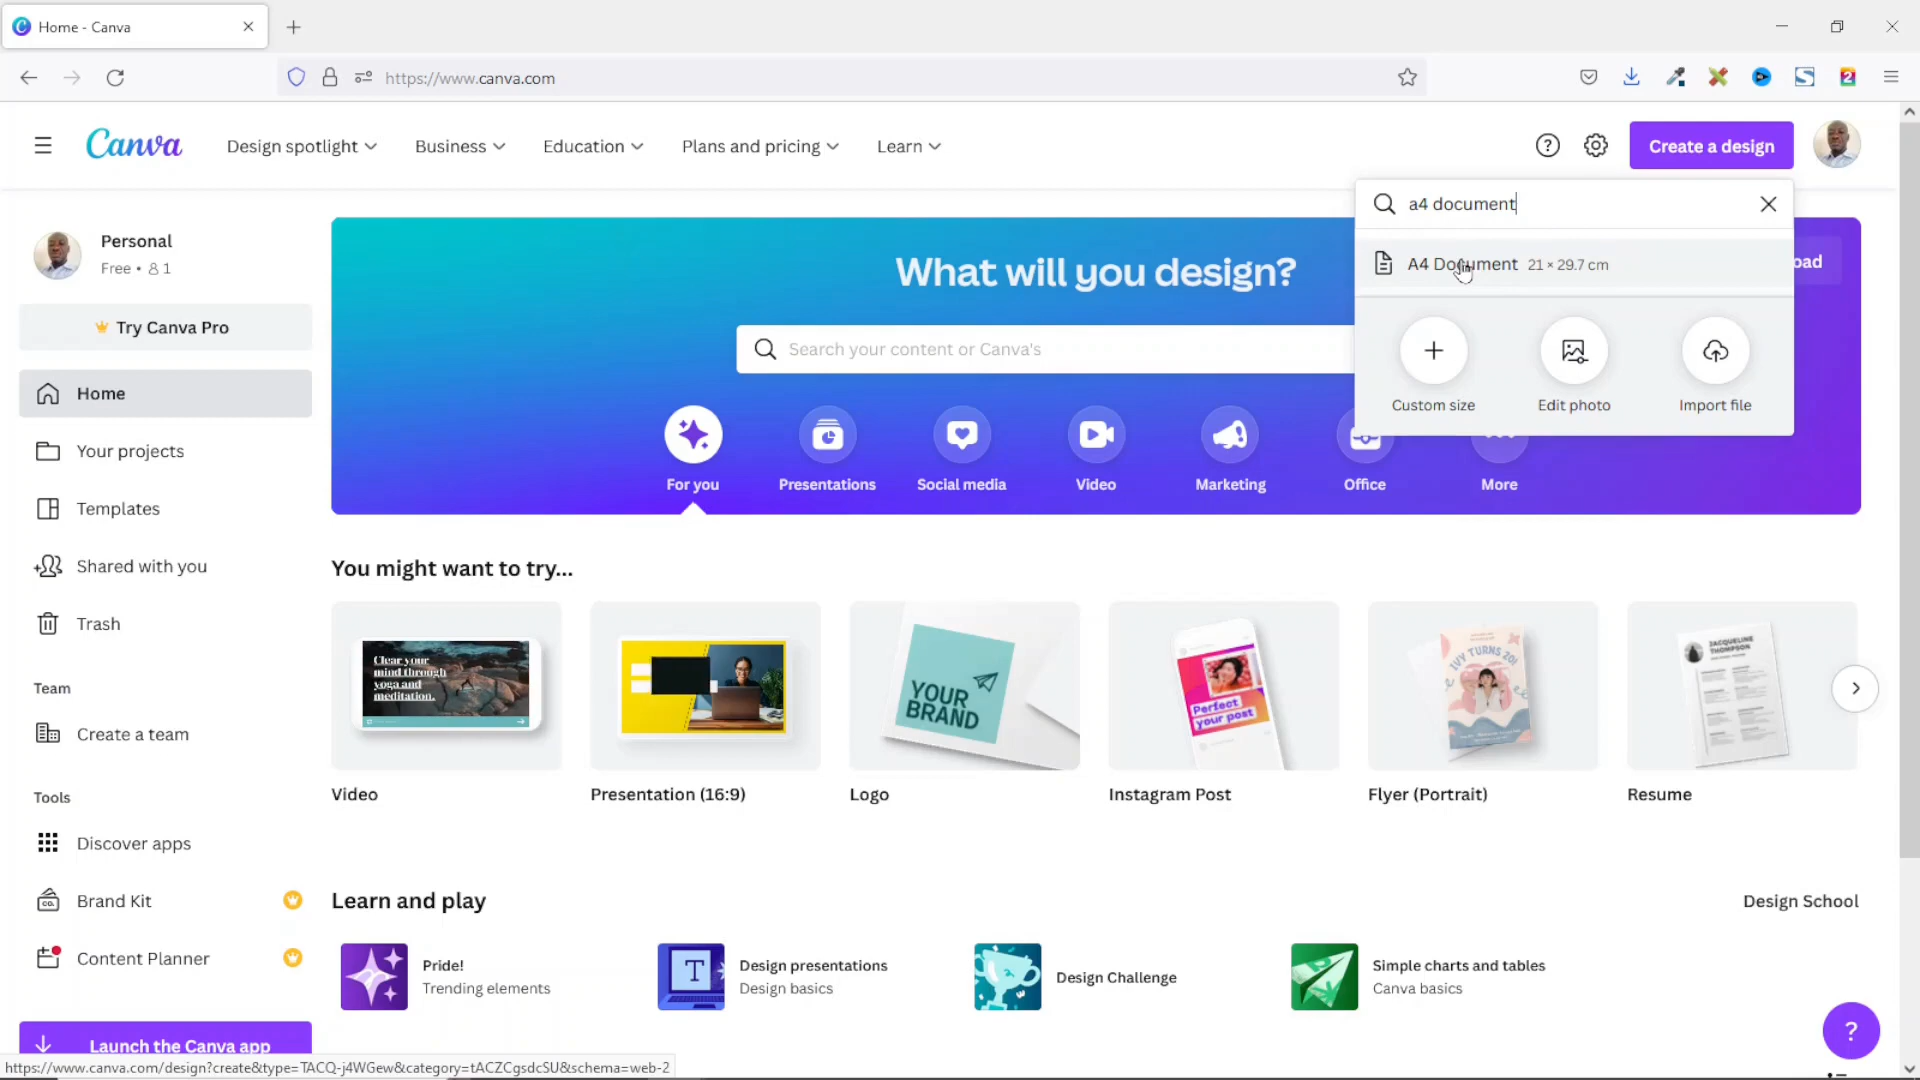 Home - Canva
https://www.canva.com
Canva
Design spotlight
Business
Education
Plans and pricing
Learn
Create a design
a4 document
A4 Document 21 × 29.7 cm
Custom size
Edit photo
Import file
Personal
Free • 1
Try Canva Pro
Home
Your projects
Templates
Shared with you
Trash
Team
Create a team
Tools
Discover apps
Brand Kit
Content Planner
Launch the Canva app
What will you design?
oad
Search your content or Canva's
For you
Presentations
Social media
Video
Marketing
Office
More
You might want to try...
Clear your
mind through
yoga and
meditation.
YOUR
BRAND
Perfect
your post
IVY TURNS 20!
JACQUELINE
THOMPSON
Video
Presentation (16:9)
Logo
Instagram Post
Flyer (Portrait)
Resume
Learn and play
Design School
Pride!
Trending elements
Design presentations
Design basics
Design Challenge
Simple charts and tables
Canva basics
https://www.canva.com/design?create&type=TACQ-j4WGew&category=tACZCgsdcSU&schema=web-2